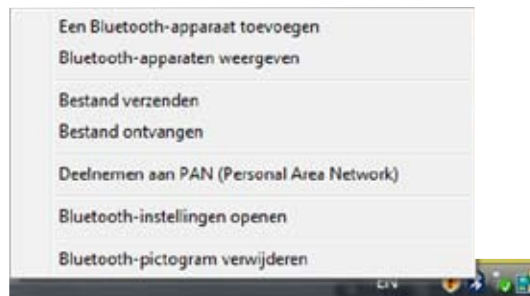 Een Bluetooth-apparaat toevoegen
Bluetooth-apparaten weergeven
Bestand verzenden
Bestand ontvangen
Deelnemen aan PAN (Personal Area Network)
Bluetooth-instellingen openen
Bluetooth-pictogram verwijderen
EN